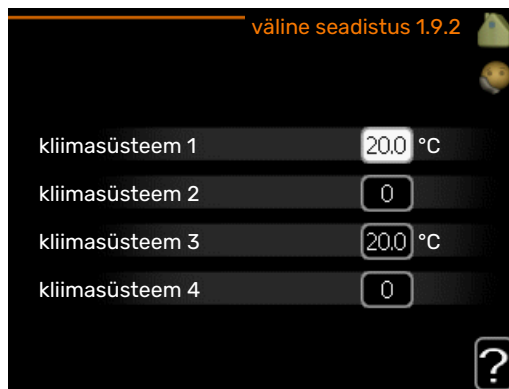 väline seadistus 1.9.2
kliimasüsteem 1 20.0 °C
kliimasüsteem 2 0
kliimasüsteem 3 20.0 °C
kliimasüsteem 4 0
?